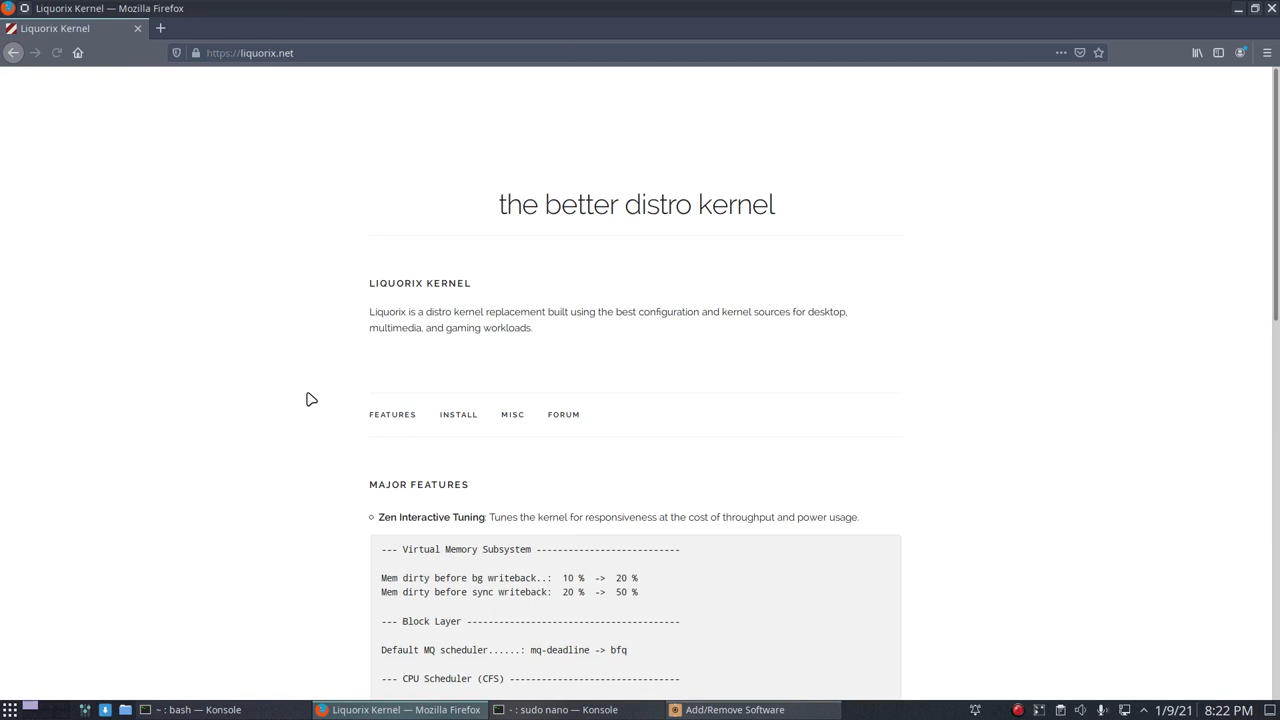 Liquorix Kernel — Mozilla Firefox
Liquorix Kernel
https://liquorix.net
the better distro kernel
LIQUORIX KERNEL
Liquorix is a distro kernel replacement built using the best configuration and kernel sources for desktop,
multimedia, and gaming workloads.
FEATURES INSTALL MISC FORUM
MAJOR FEATURES
Zen Interactive Tuning: Tunes the kernel for responsiveness at the cost of throughput and power usage.
--- Virtual Memory Subsystem ---------------------------
Mem dirty before bg writeback..: 10 % -> 20 %
Mem dirty before sync writeback: 20 % -> 50 %
--- Block Layer ----------------------------------------
Default MQ scheduler......: mq-deadline -> bfq
--- CPU Scheduler (CFS) --------------------------------
~ : bash — Konsole
Liquorix Kernel — Mozilla Firefox
- : sudo nano — Konsole
Add/Remove Software
1/9/21 8:22 PM